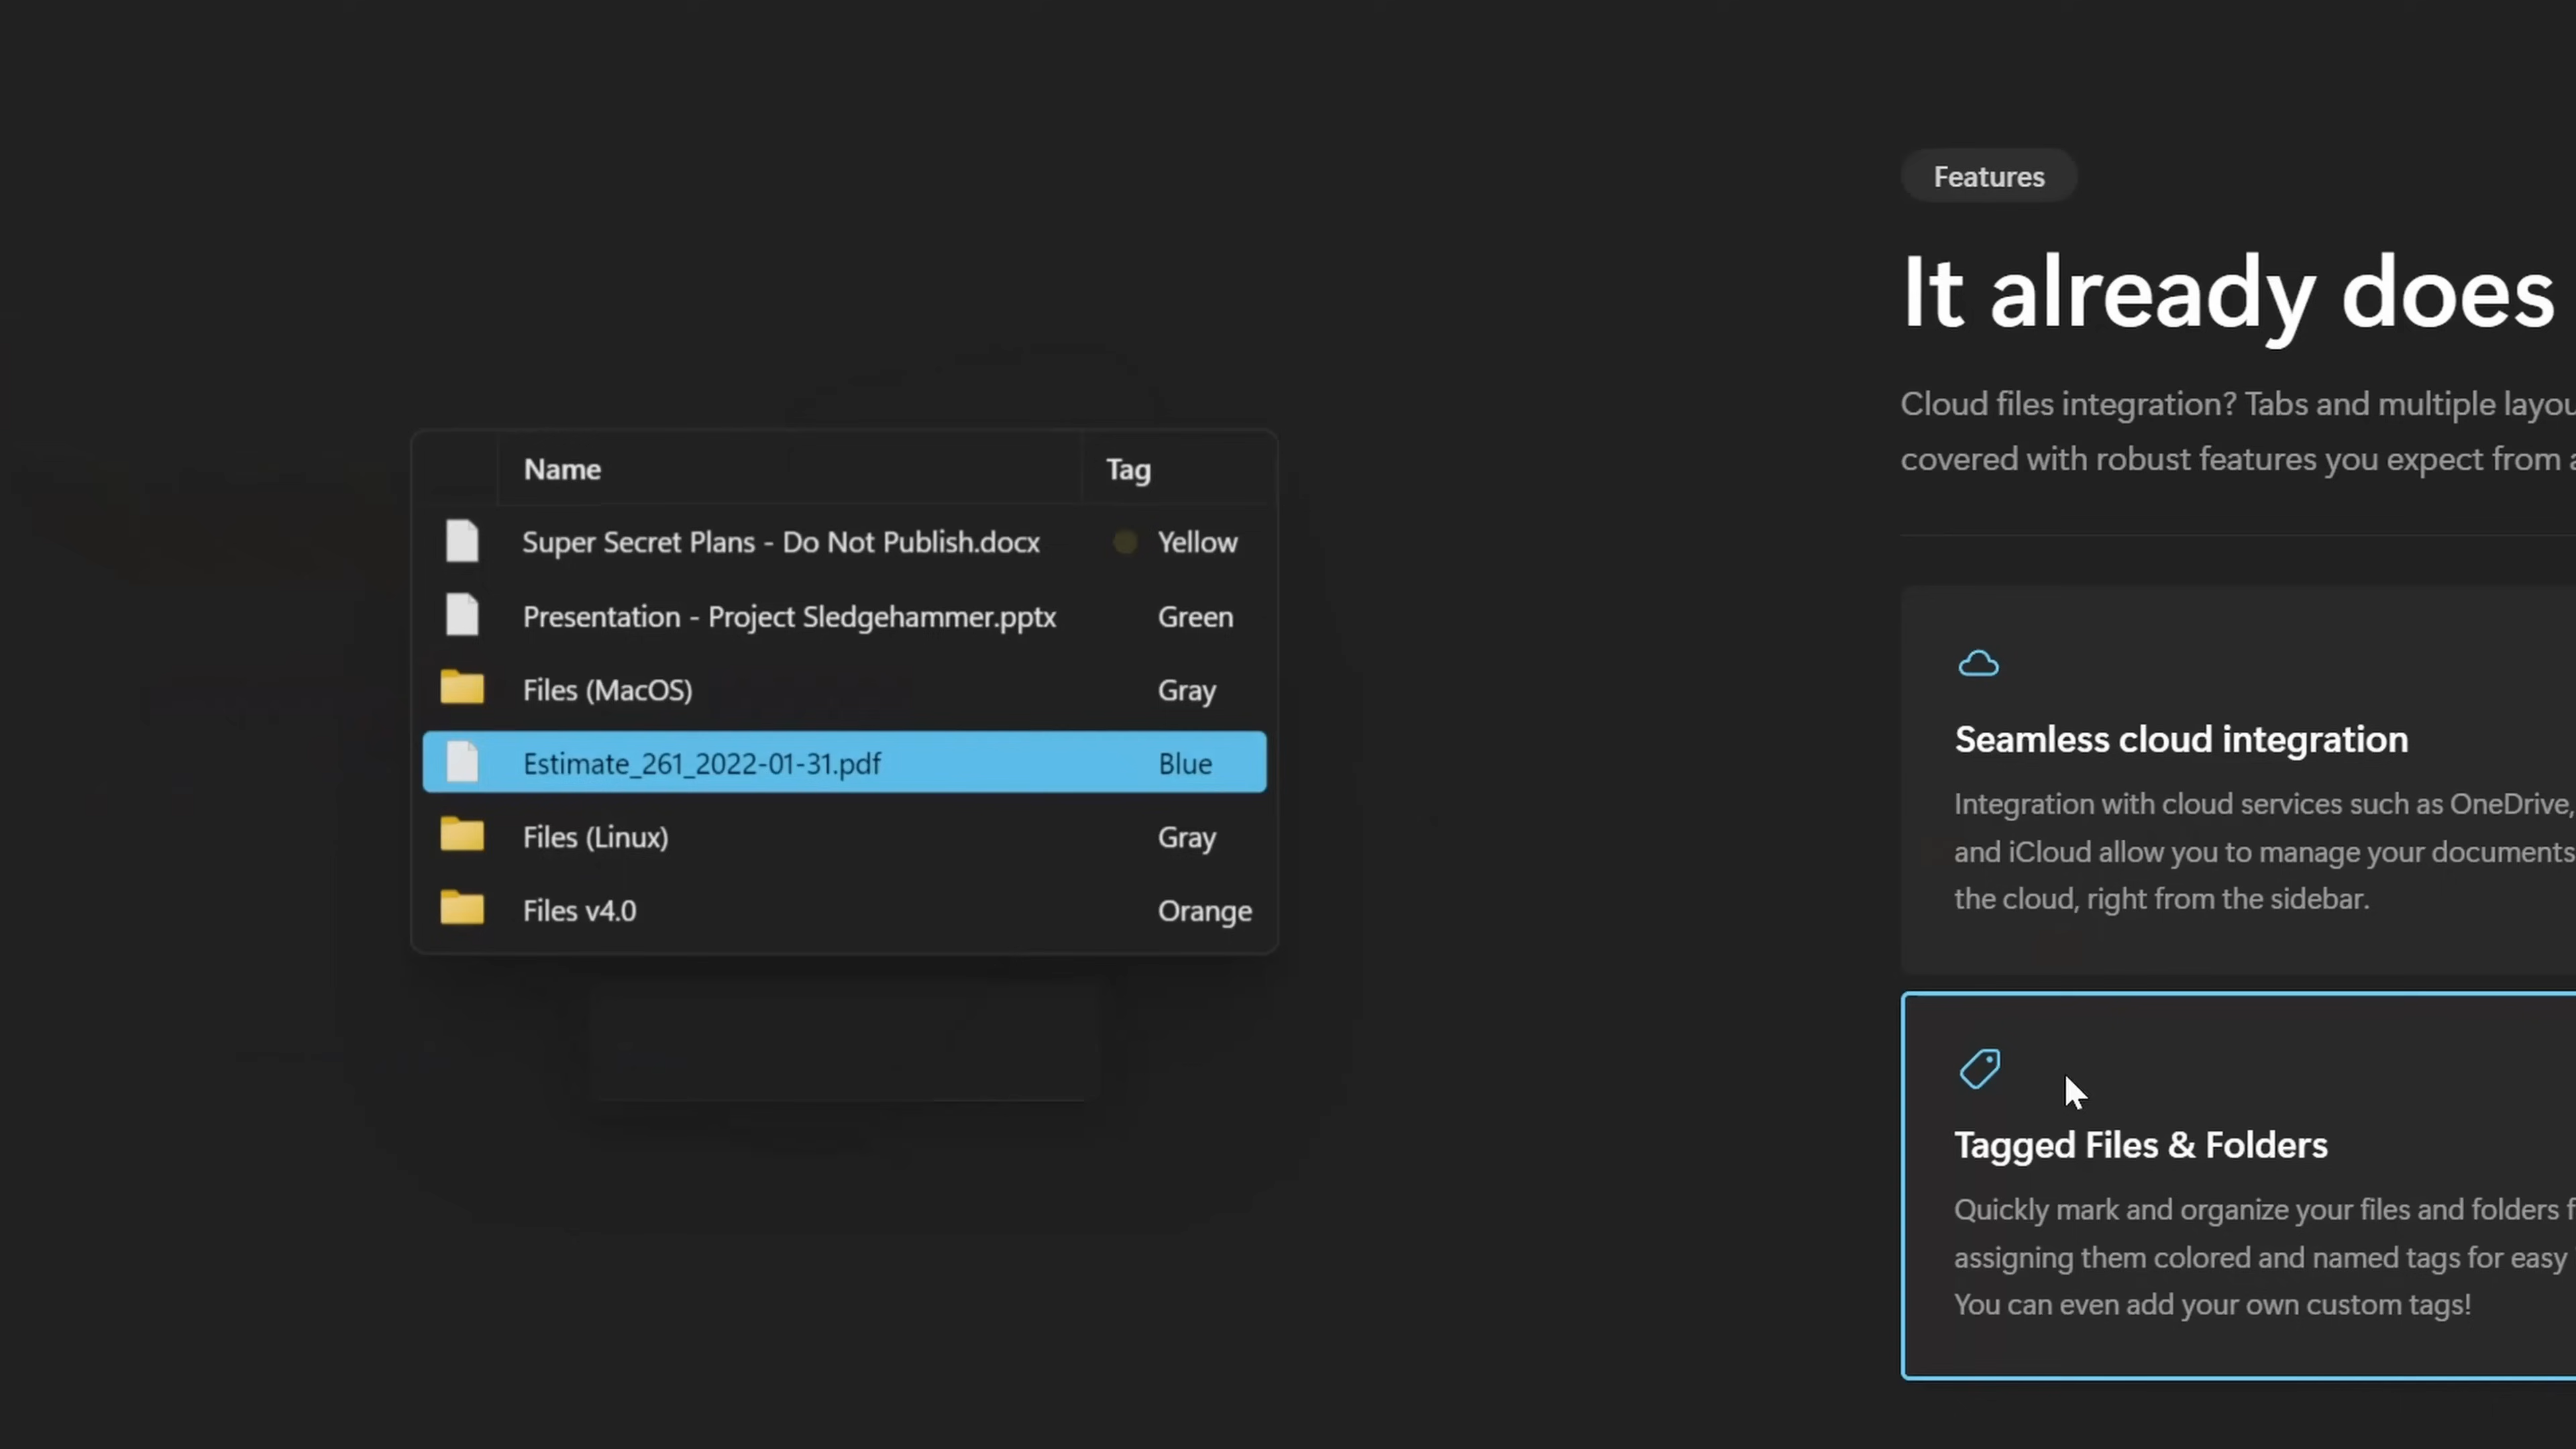 Name Tag
Super Secret Plans - Do Not Publish.docx Yellow
Presentation - Project Sledgehammer.pptx Green
Files (MacOS) Gray
Estimate_261_2022-01-31.pdf Blue
Files (Linux) Gray
Files v4.0 Orange
Features
It already does
Cloud files integration? Tabs and multiple layou
covered with robust features you expect from a
Seamless cloud integration
Integration with cloud services such as OneDrive,
and iCloud allow you to manage your documents
the cloud, right from the sidebar.
Tagged Files & Folders
Quickly mark and organize your files and folders f
assigning them colored and named tags for easy
You can even add your own custom tags!